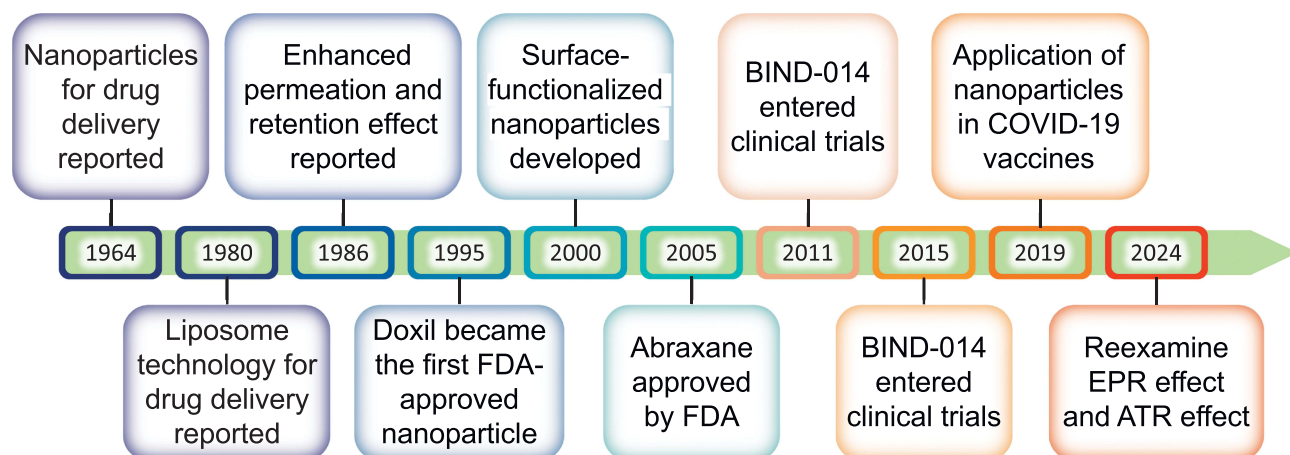 Nanoparticles
for drug
delivery
reported
Enhanced
permeation and
retention effect
reported
Surface-
functionalized
nanoparticles
developed
BIND-014
entered
clinical trials
Application of
nanoparticles
in COVID-19
vaccines
1964
1980
1986
1995
2000
2005
2011
2015
2019
2024
Liposome
technology for
drug delivery
reported
Doxil became
the first FDA-
approved
nanoparticle
Abraxane
approved
by FDA
BIND-014
entered
clinical trials
Reexamine
EPR effect
and ATR effect